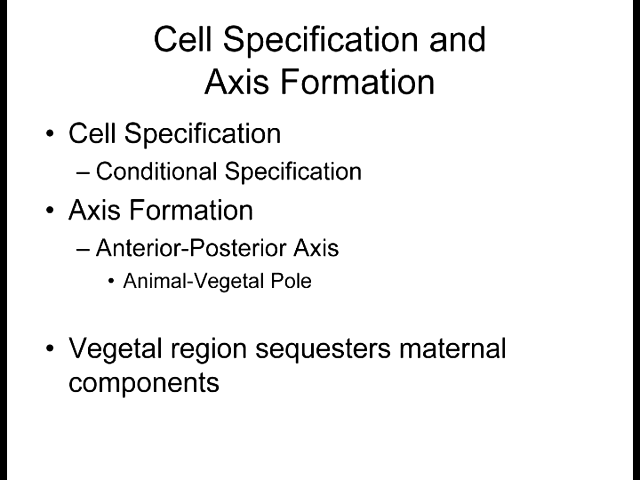 Cell Specification and
Axis Formation
• Cell Specification
– Conditional Specification
• Axis Formation
– Anterior-Posterior Axis
• Animal-Vegetal Pole
• Vegetal region sequesters maternal
components